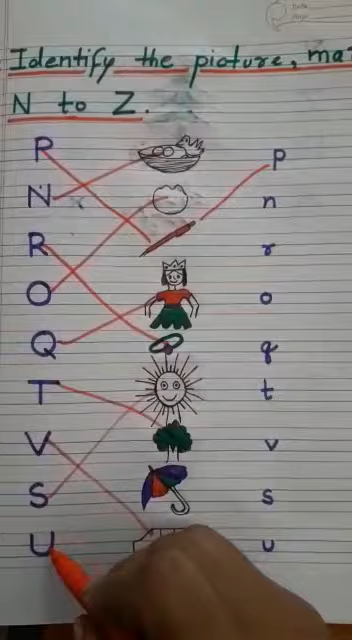 Identify the picture, ma
N to Z.
P p
N n
R r
O o
Q q
T t
V v
S s
U u